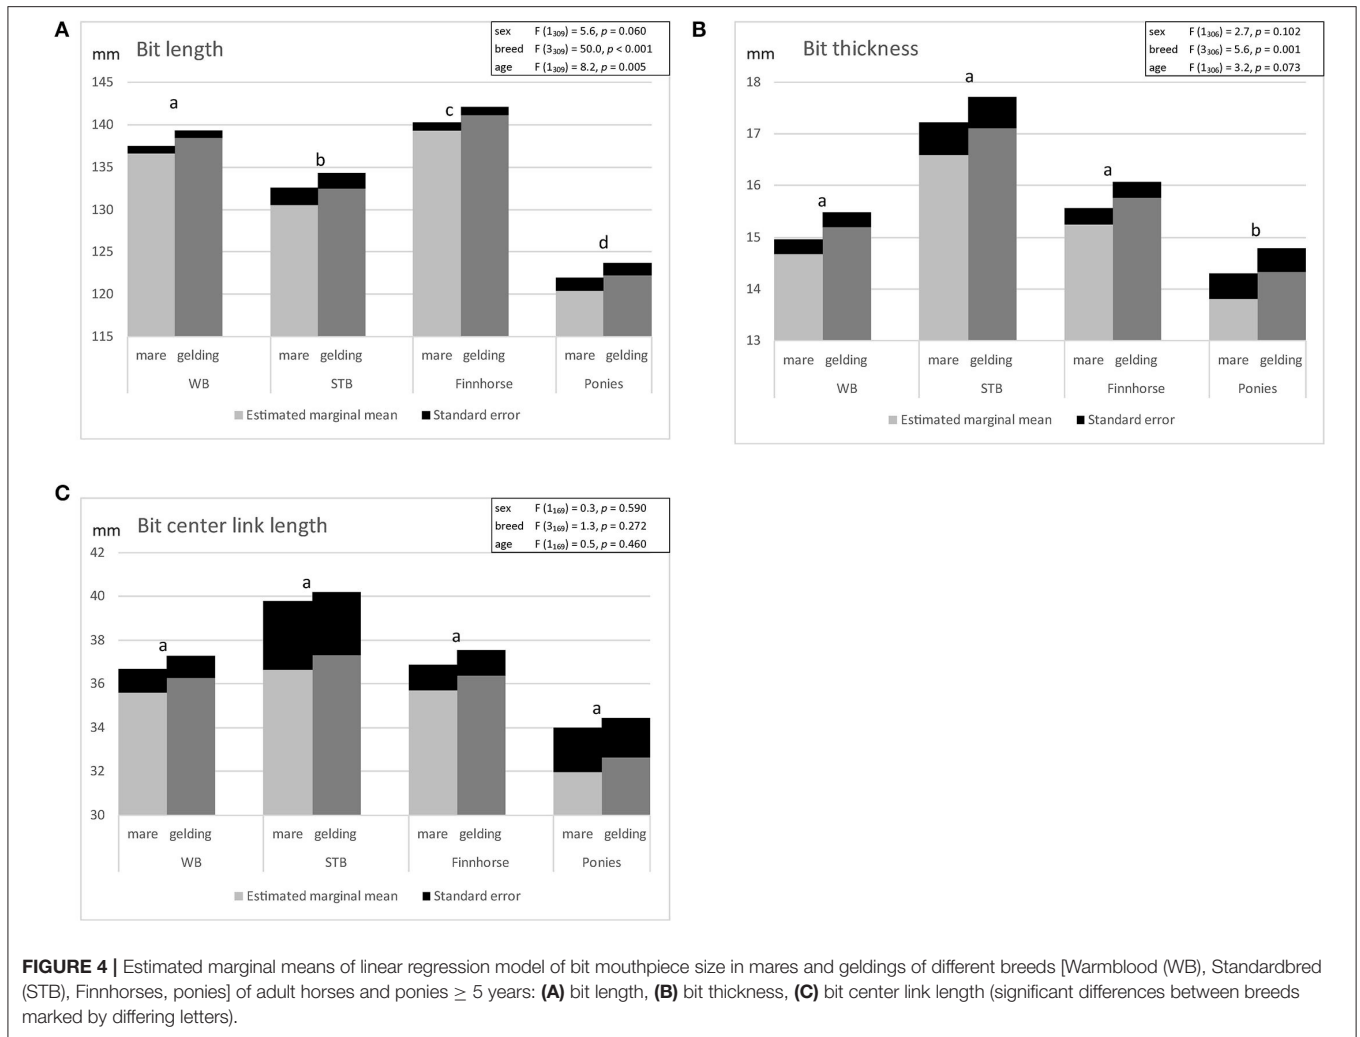 A
mm
Bit length
sex F (1₃₀₉) = 5.6, p = 0.060
breed F (3₃₀₉) = 50.0, p < 0.001
age F (1₃₀₉) = 8.2, p = 0.005
145
140
135
130
125
120
115
a
b
c
d
mare gelding mare gelding mare gelding mare gelding
WB STB Finnhorse Ponies
Estimated marginal mean Standard error
B
mm
Bit thickness
sex F (1₃₀₆) = 2.7, p = 0.102
breed F (3₃₀₆) = 5.6, p = 0.001
age F (1₃₀₆) = 3.2, p = 0.073
18
17
16
15
14
13
a
a
a
b
mare gelding mare gelding mare gelding mare gelding
WB STB Finnhorse Ponies
Estimated marginal mean Standard error
C
mm
Bit center link length
sex F (1₁₆₉) = 0.3, p = 0.590
breed F (3₁₆₉) = 1.3, p = 0.272
age F (1₁₆₉) = 0.5, p = 0.460
42
40
38
36
34
32
30
a
a
a
a
mare gelding mare gelding mare gelding mare gelding
WB STB Finnhorse Ponies
Estimated marginal mean Standard error
FIGURE 4 | Estimated marginal means of linear regression model of bit mouthpiece size in mares and geldings of different breeds [Warmblood (WB), Standardbred
(STB), Finnhorses, ponies] of adult horses and ponies ≥ 5 years: (A) bit length, (B) bit thickness, (C) bit center link length (significant differences between breeds
marked by differing letters).